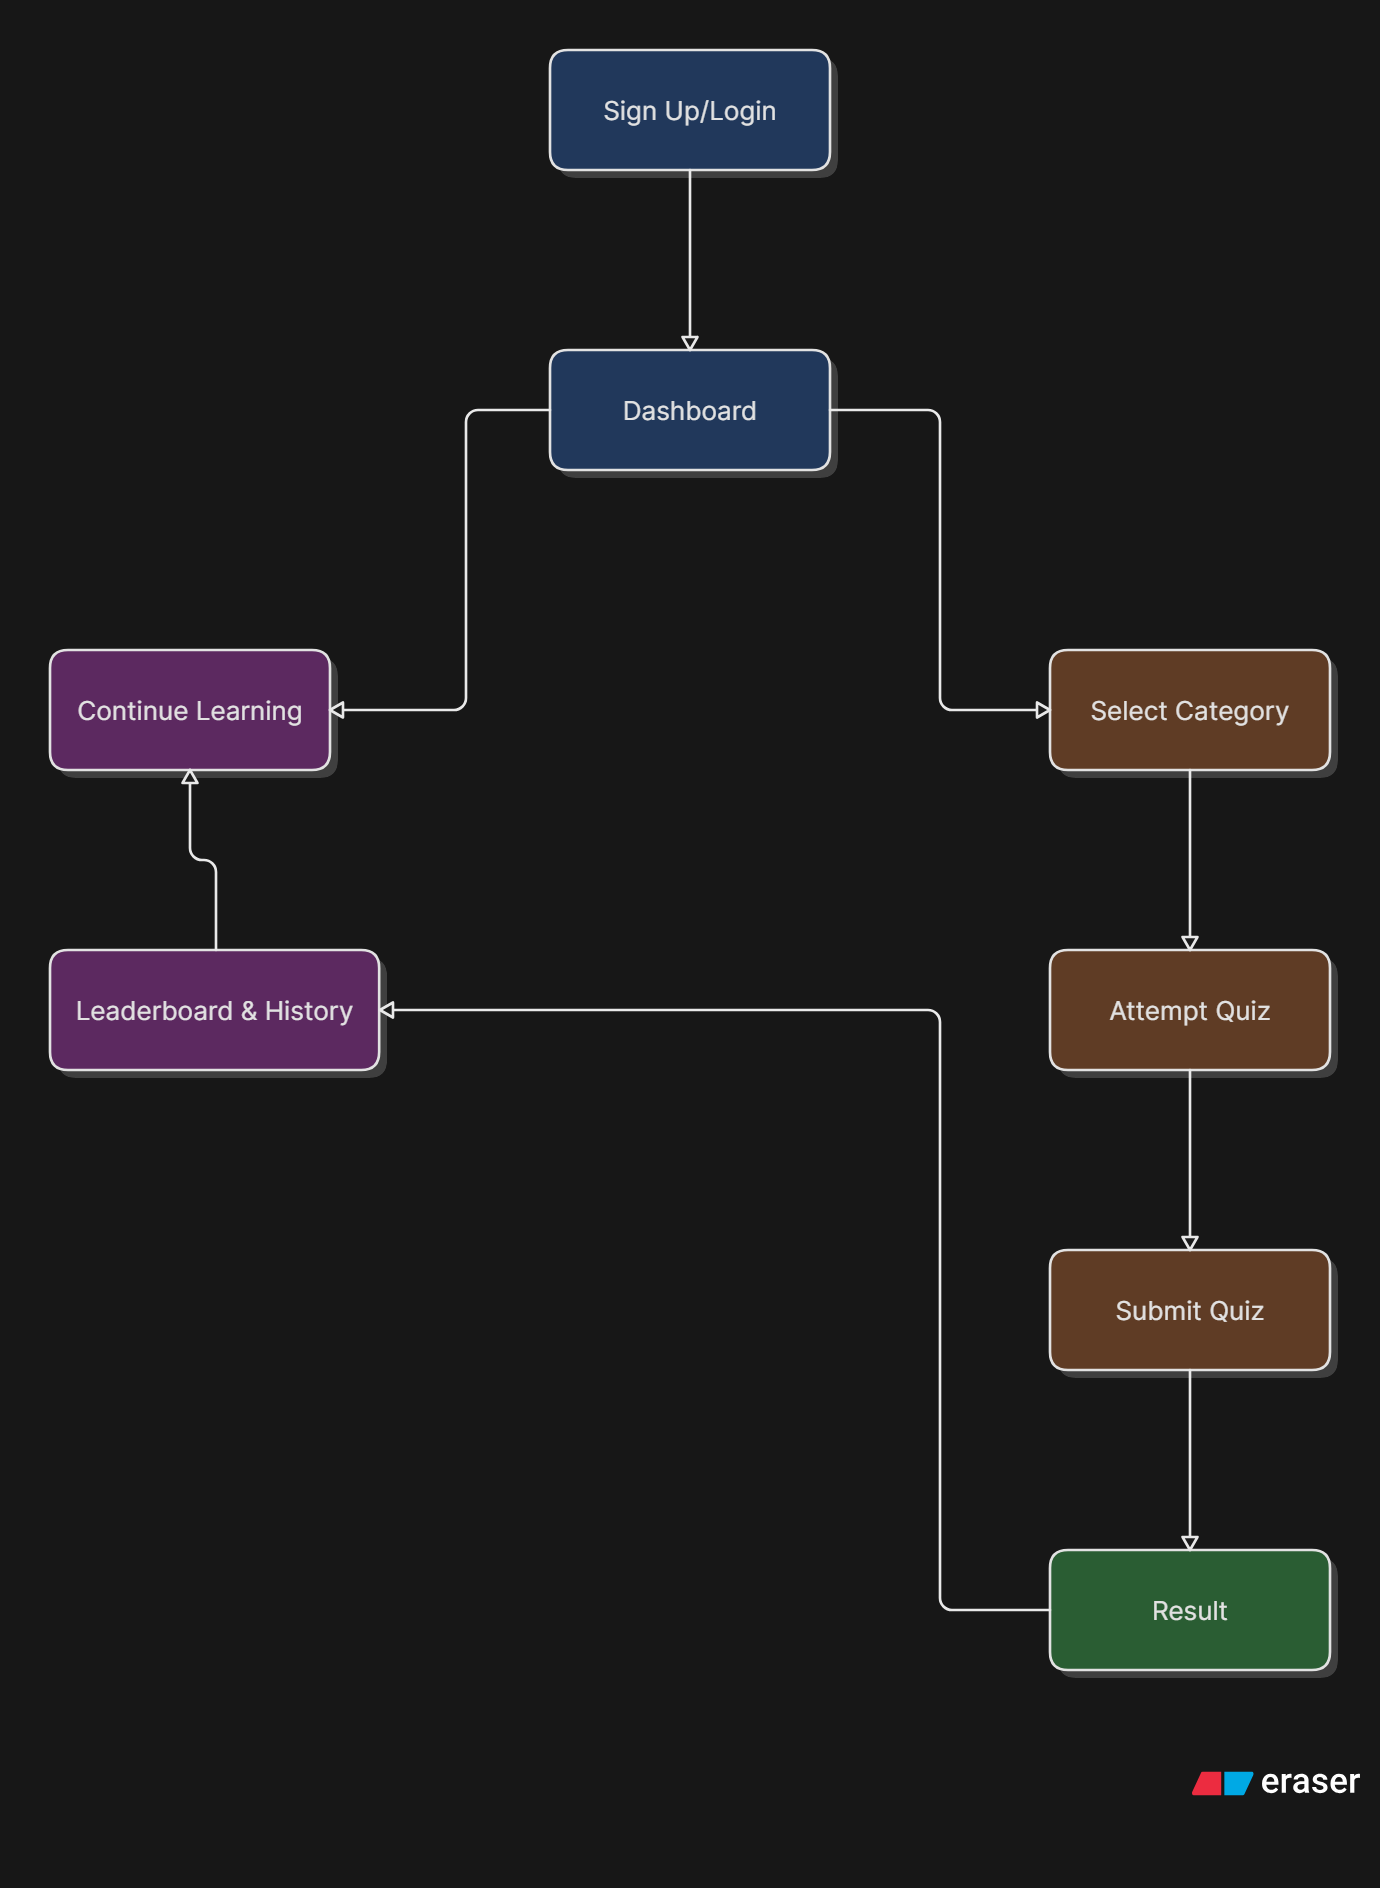 Sign Up/Login
Dashboard
Continue Learning
Select Category
Leaderboard & History
Attempt Quiz
Submit Quiz
Result
eraser